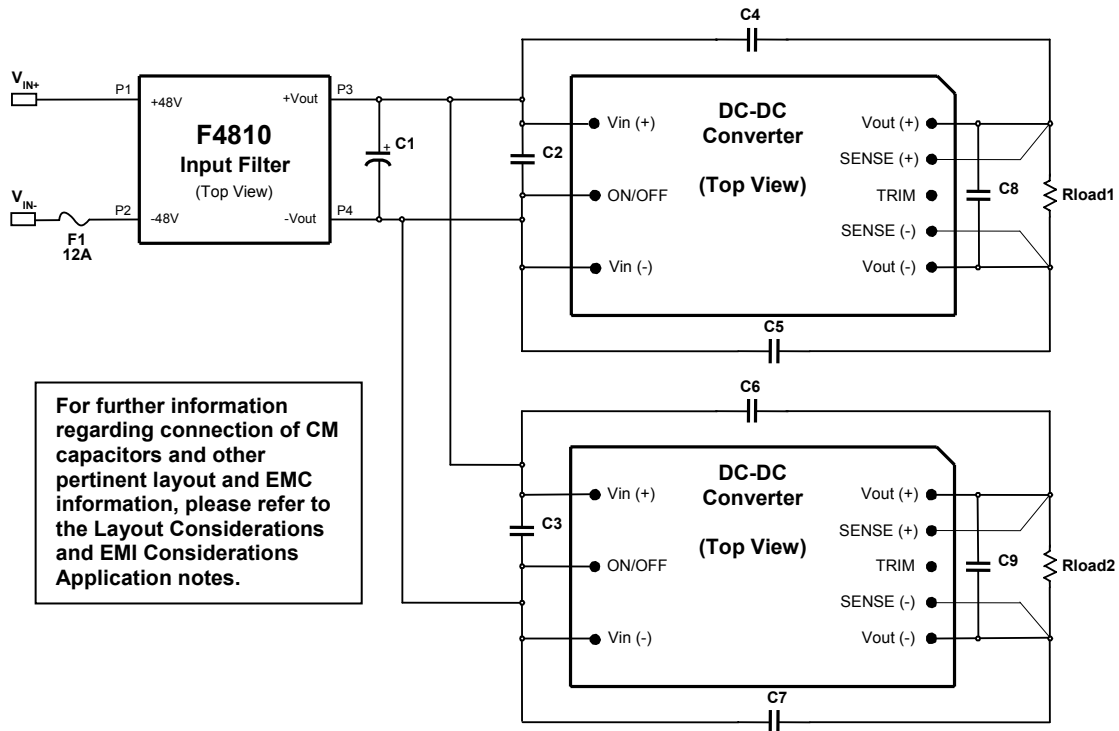 C4
V IN+
P1
+48V
F4810
Input Filter
(Top View)
+Vout
P3
C1
+
C2
V IN-
F1
12A
P2
-48V
-Vout
P4
DC-DC
Converter
(Top View)
Vin (+)
ON/OFF
Vin (-)
Vout (+)
SENSE (+)
TRIM
SENSE (-)
Vout (-)
C8
Rload1
C5
For further information
regarding connection of CM
capacitors and other
pertinent layout and EMC
information, please refer to
the Layout Considerations
and EMI Considerations
Application notes.
C6
C3
DC-DC
Converter
(Top View)
Vin (+)
ON/OFF
Vin (-)
Vout (+)
SENSE (+)
TRIM
SENSE (-)
Vout (-)
C9
Rload2
C7